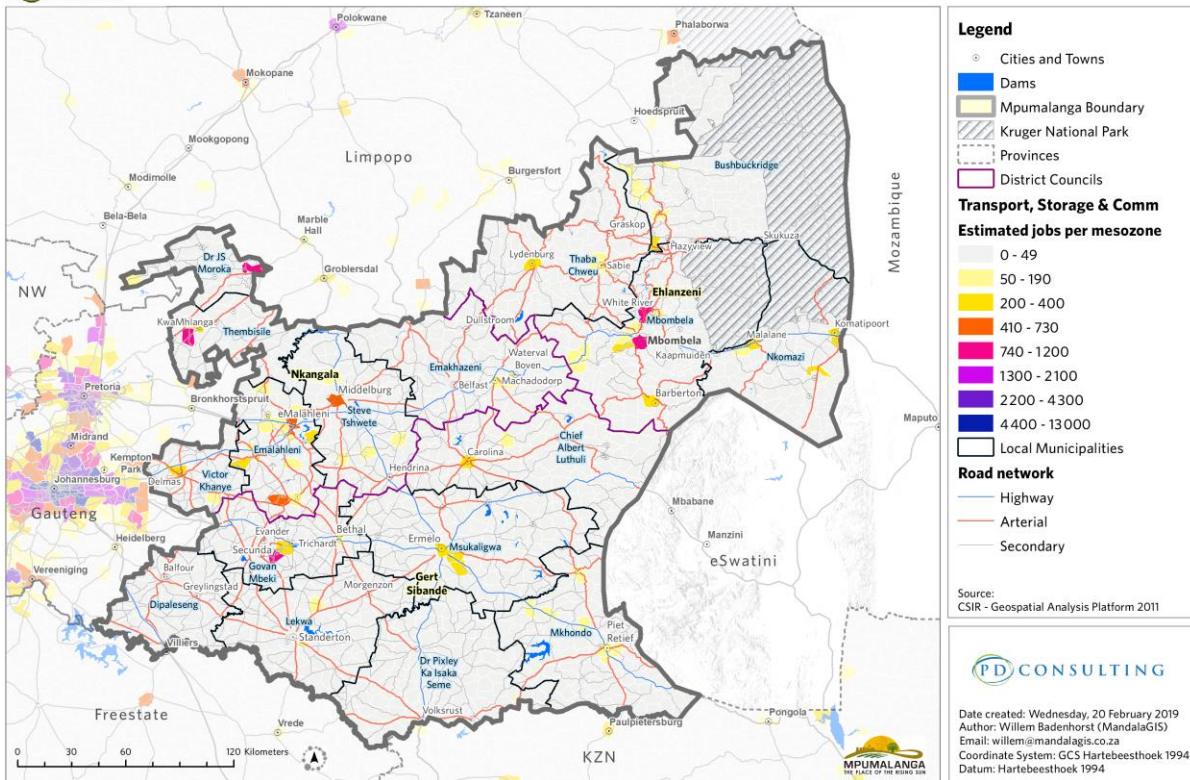 Polokwane
Tzaneen
Phalaborwa
Mokopane
Hoedspruit
Mookgopong
Limpopo
Modimolle
Burgersfort
Bushbuckridge
Mozambique
Bela-Bela
Marble
Hall
Graskop
Dr JS
Moroka
Groblersdal
Lydenburg
Thaba
Chweu
Sabie
Hazyview
Skukuza
NW
KwaMhlanga
Thembisile
Dullstroom
White River
Ehlanzeni
Mbombela
Mbombela
Komatipoort
Malalane
Kaapmuiden
Nkomazi
Nkangala
Emakhazeni
Waterval
Boven
Machadodorp
Belfast
Middelburg
Pretoria
Bronkhorstspruit
eMalahleni
Steve
Tshwete
Barberton
Maputo
Midrand
Kempton
Park
Johannesburg
Emalahleni
Victor
Khanye
Delmas
Hendrina
Carolina
Chief
Albert
Luthuli
Mbabane
Gauteng
Heidelberg
Evander
Secunda
Trichardt
Bethal
Govan
Mbeki
Ermelo
Msukaligwa
Manzini
eSwatini
Vereeniging
Balfour
Greylingstad
Dipaleseng
Morgenzon
Gert
Sibande
Villiers
Lekwa
Standerton
Mkhondo
Piet
Retief
Dr Pixley
Ka Isaka
Seme
Volksrust
Freestate
Vrede
Paulpietersburg
Pongola
KZN
0
30
60
120 Kilometers
MPUMALANGA
THE PLACE OF THE RISING SUN
Legend
Cities and Towns
Dams
Mpumalanga Boundary
Kruger National Park
Provinces
District Councils
Transport, Storage & Comm
Estimated jobs per mesozone
0 - 49
50 - 190
200 - 400
410 - 730
740 - 1200
1300 - 2100
2200 - 4300
4400 - 13000
Local Municipalities
Road network
Highway
Arterial
Secondary
Source:
CSIR - Geospatial Analysis Platform 2011
PD CONSULTING
Date created: Wednesday, 20 February 2019
Author: Willem Badenhorst (MandalaGIS)
Email: willem@mandalagis.co.za
Coordinate System: GCS Hartebeesthoek 1994
Datum: Hartebeesthoek 1994